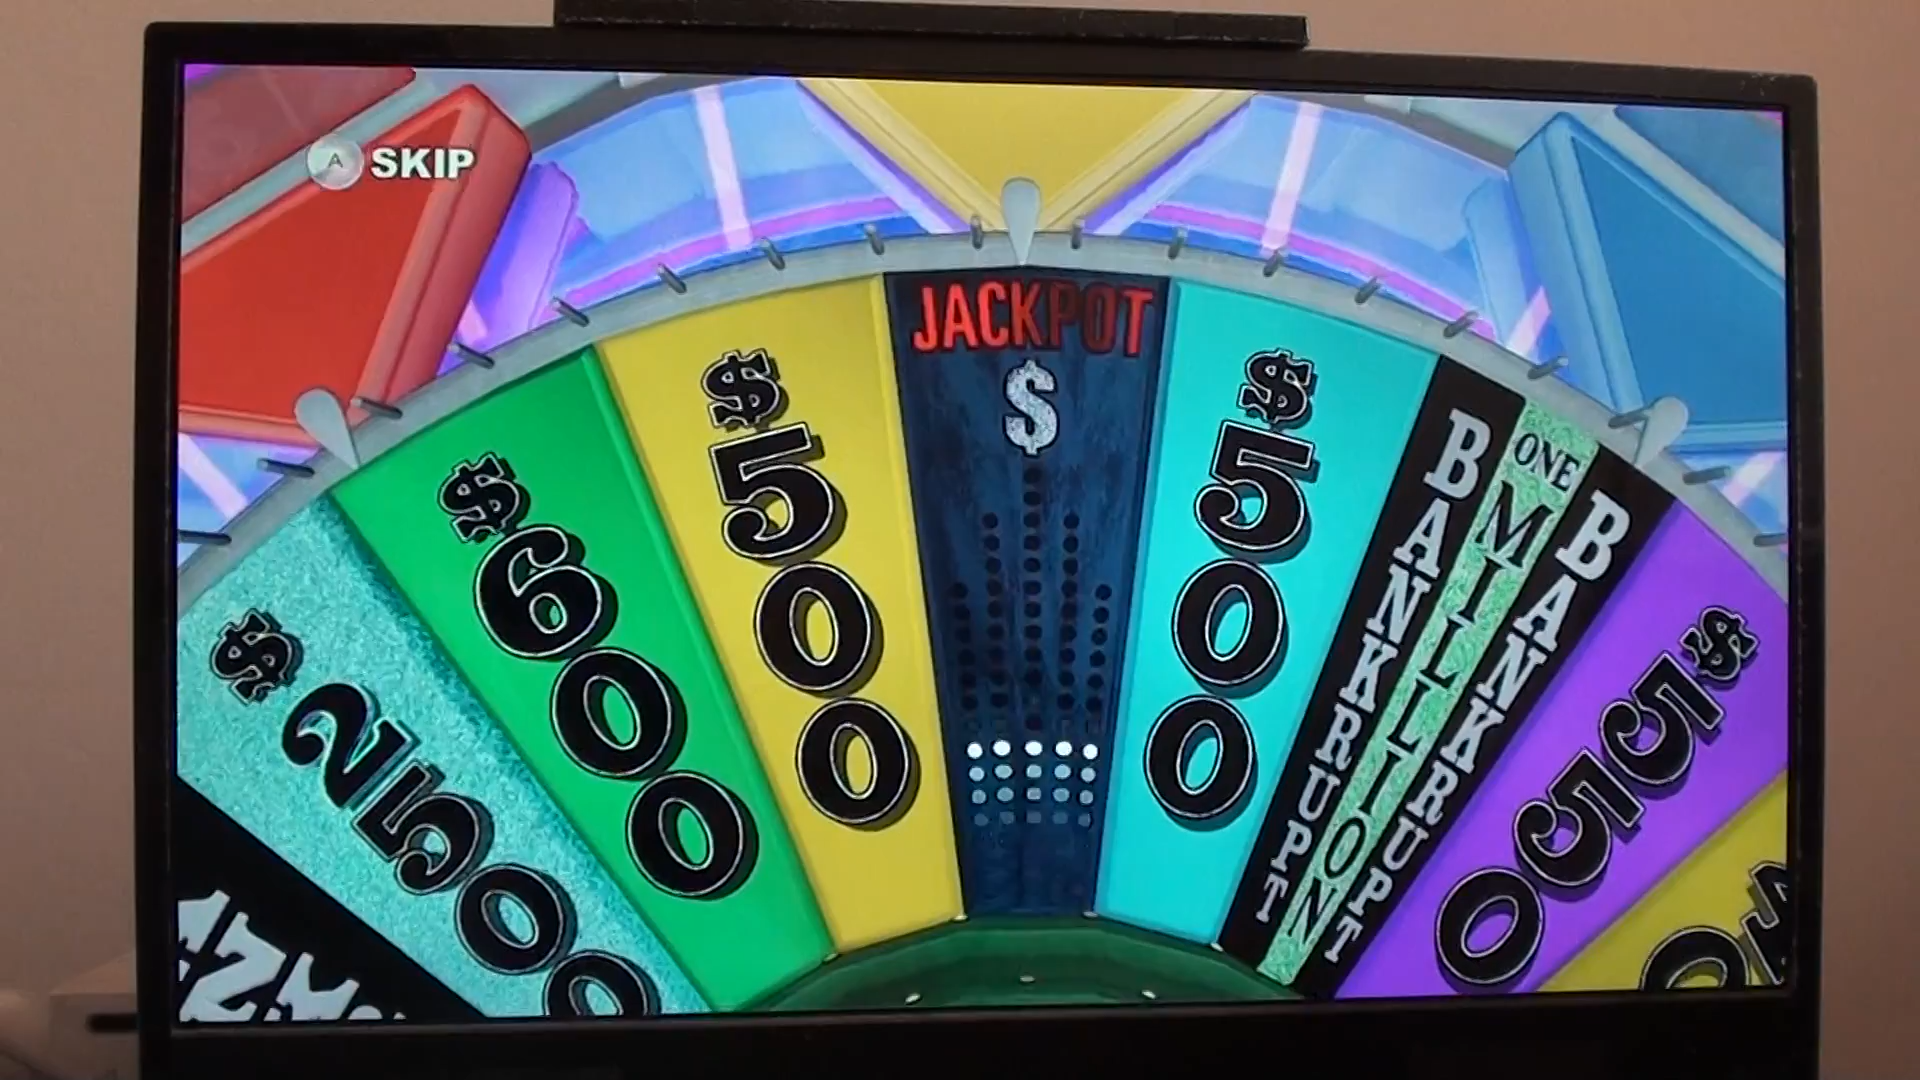 A SKIP
$2500
$600
$500
JACKPOT
$
$500
BANKRUPT
ONE MILLION
BANKRUPT
$550